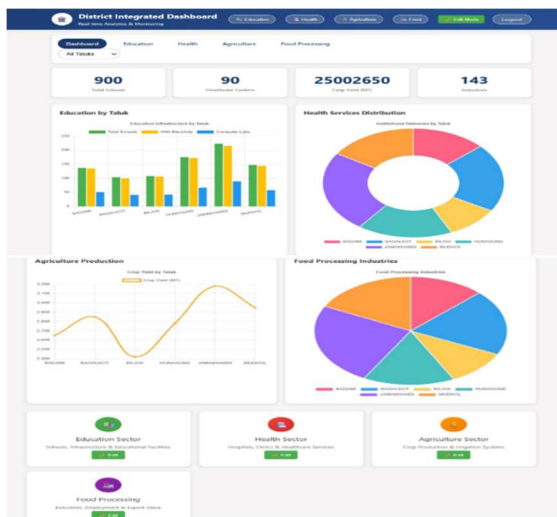 District Integrated Dashboard
Real-time Analytics & Monitoring
Education
Health
Agriculture
Food
Edit Mode
Logout
Dashboard
Education
Health
Agriculture
Food Processing
All Taluks
900
Total Schools
90
Healthcare Centers
25002650
Crop Yield (MT)
143
Industries
Education by Taluk
Education Infrastructure by Taluk
Total Schools
With Electricity
Computer Labs
250
200
150
100
50
0
BADAMI
BAGALKOT
BILAGI
HUNAGUND
JAMAKHANDI
MUDHOL
Health Services Distribution
Institutional Deliveries by Taluk
BADAMI
BAGALKOT
BILAGI
HUNAGUND
JAMAKHANDI
MUDHOL
Agriculture Production
Crop Yield by Taluk
Crop Yield (MT)
BADAMI
BAGALKOT
BILAGI
HUNAGUND
JAMAKHANDI
MUDHOL
Food Processing Industries
Food Processing Industries
BADAMI
BAGALKOT
BILAGI
HUNAGUND
JAMAKHANDI
MUDHOL
Education Sector
Schools, Infrastructure & Educational Facilities
Edit
Health Sector
Hospitals, Clinics & Healthcare Services
Edit
Agriculture Sector
Crop Production & Irrigation Systems
Edit
Food Processing
Industries, Employment & Export Value
Edit